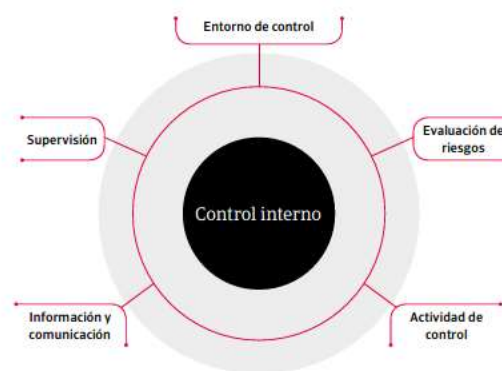 Entorno de control
Supervisión
Evaluación de
riesgos
Control interno
Información y
comunicación
Actividad de
control